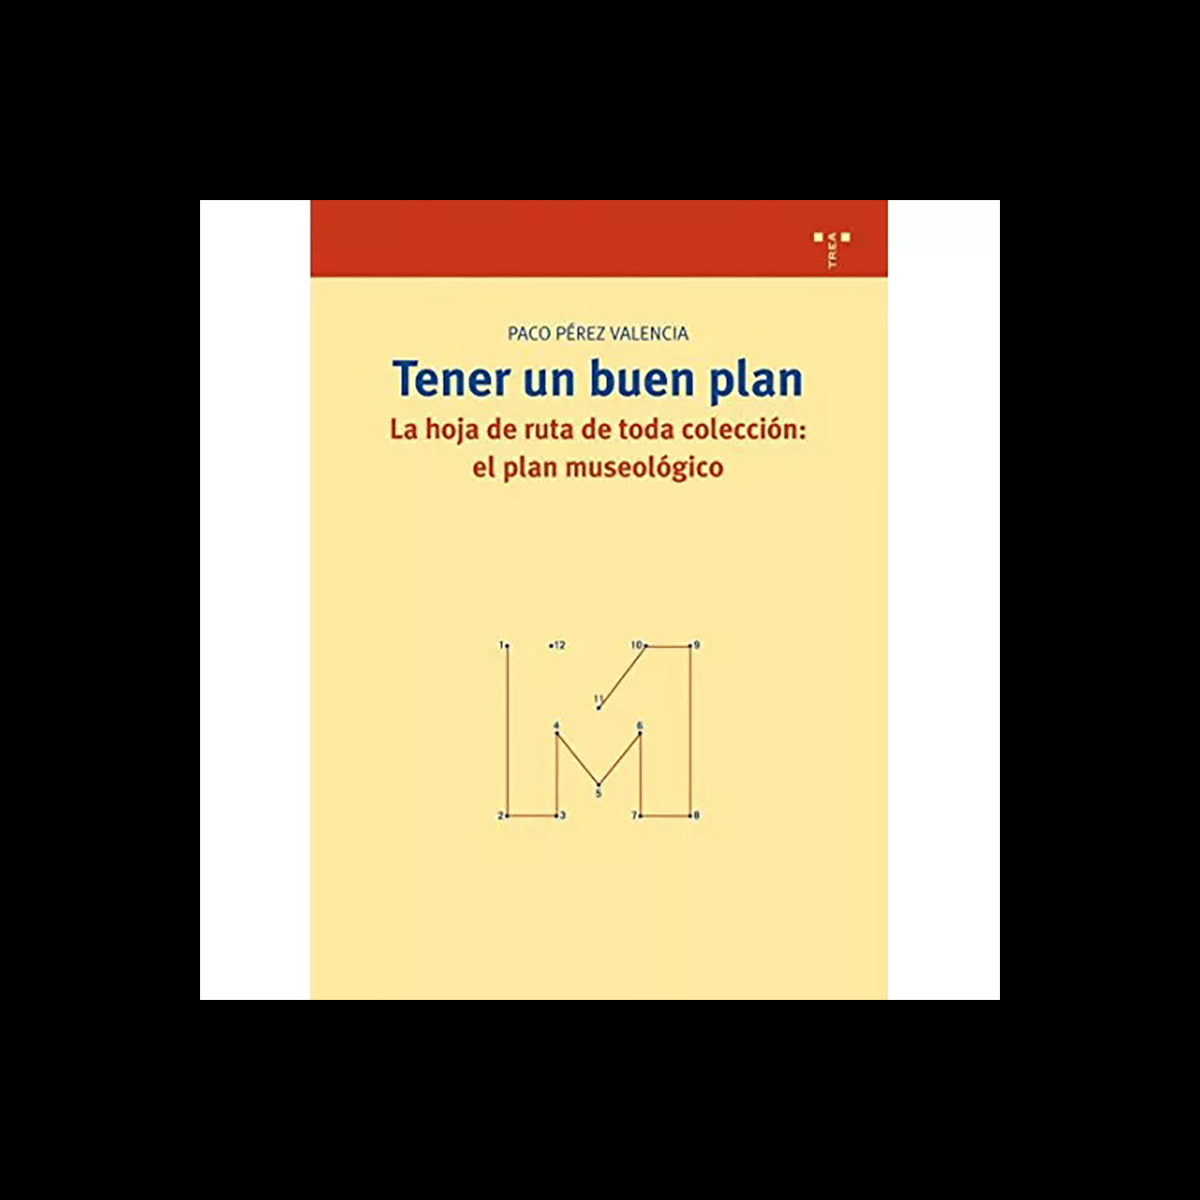 TREA
PACO PÉREZ VALENCIA
Tener un buen plan
La hoja de ruta de toda colección:
el plan museológico
1 12 10 9
11
4 6
5
2 3 7 8